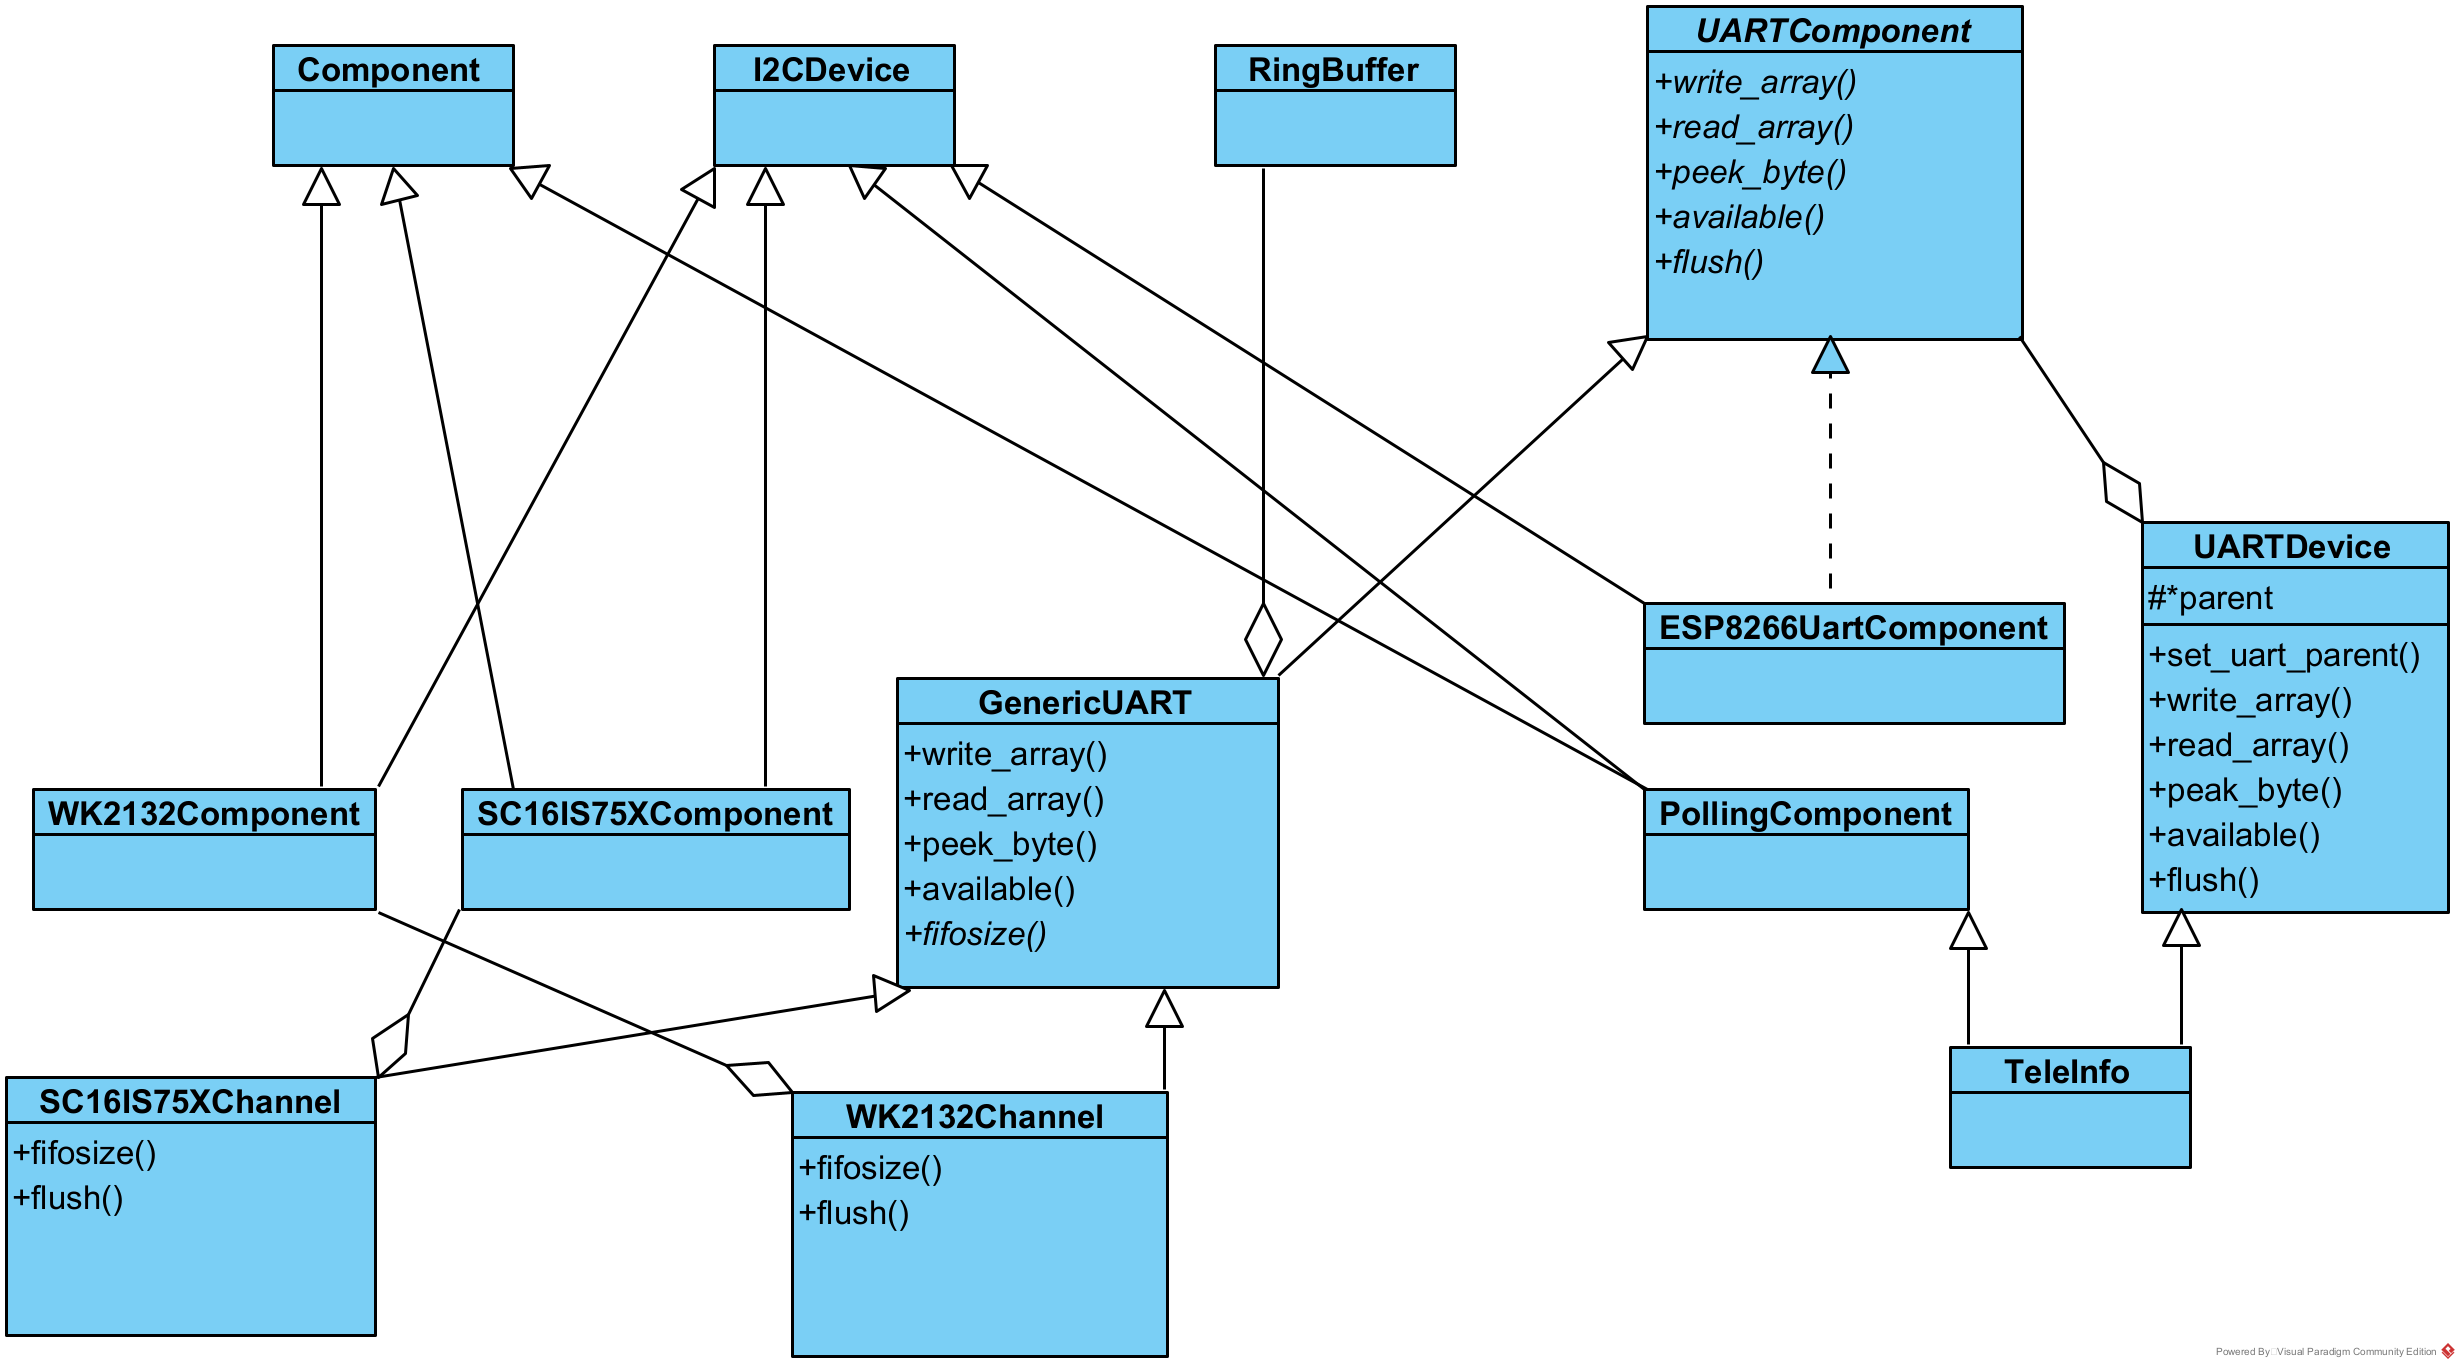 Component
I2CDevice
RingBuffer
UARTComponent
+write_array()
+read_array()
+peek_byte()
+available()
+flush()
UARTDevice
#*parent
+set_uart_parent()
+write_array()
+read_array()
+peak_byte()
+available()
+flush()
ESP8266UartComponent
GenericUART
+write_array()
+read_array()
+peek_byte()
+available()
+fifosize()
WK2132Component
SC16IS75XComponent
PollingComponent
TeleInfo
SC16IS75XChannel
+fifosize()
+flush()
WK2132Channel
+fifosize()
+flush()
Powered By Visual Paradigm Community Edition